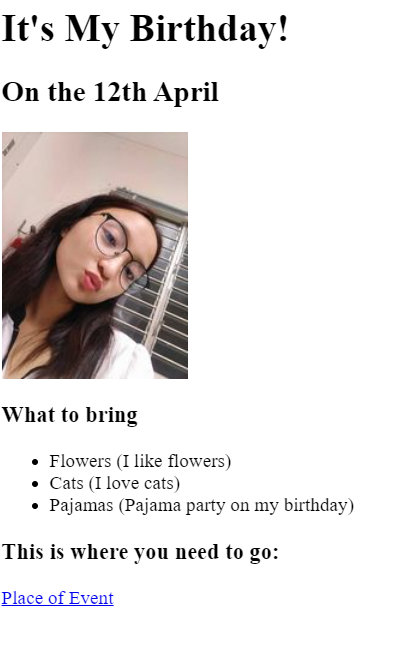 It's My Birthday!
On the 12th April
What to bring
Flowers (I like flowers)
Cats (I love cats)
Pajamas (Pajama party on my birthday)
This is where you need to go:
Place of Event